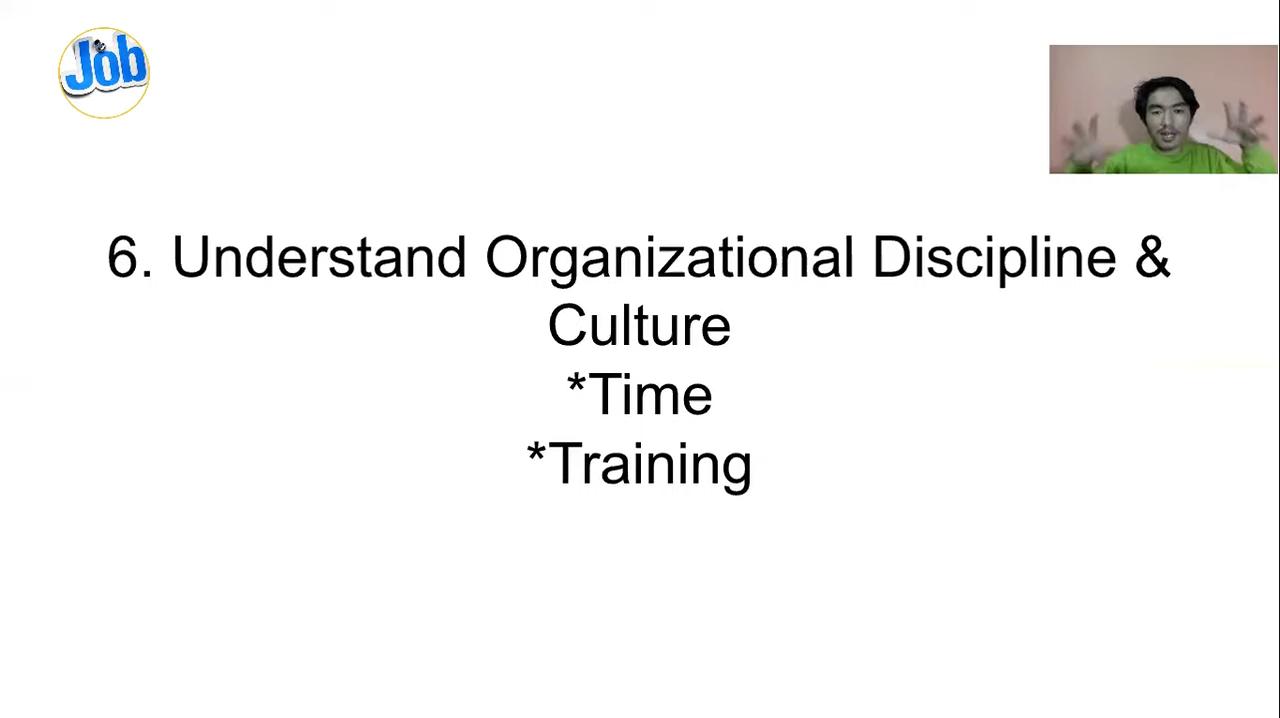 Job
6. Understand Organizational Discipline &
Culture
*Time
*Training